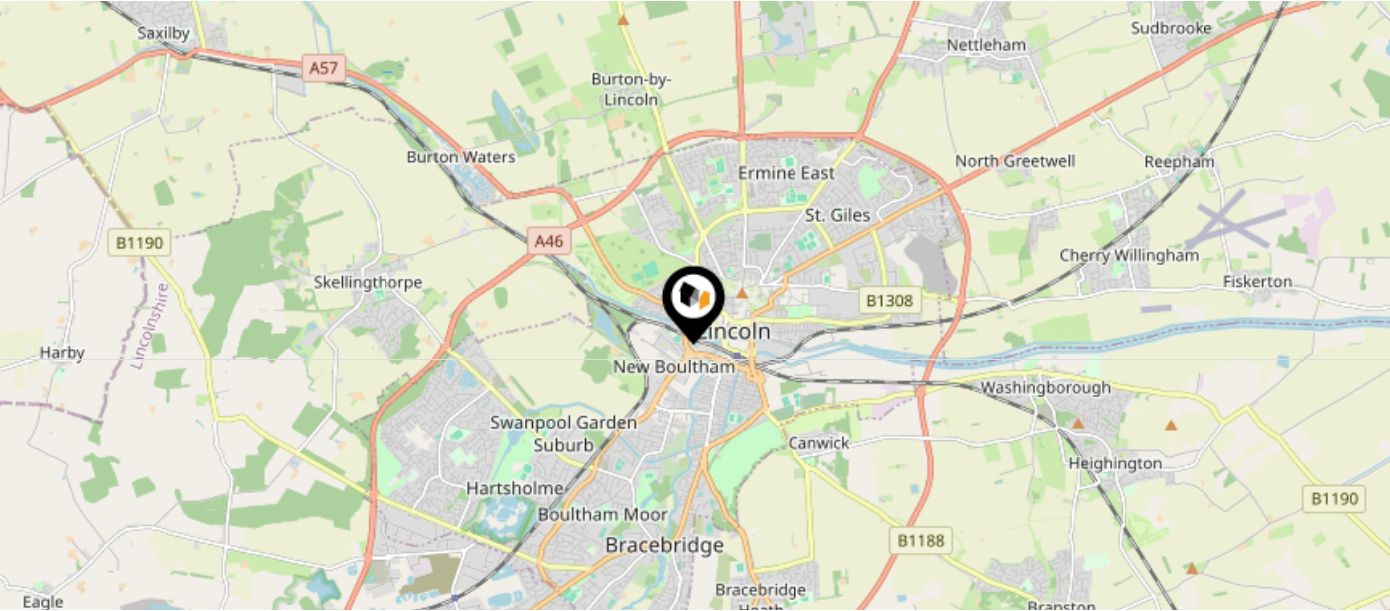 Saxilby
Sudbrooke
Nettleham
A57
Burton-by-
Lincoln
Burton Waters
North Greetwell
Reepham
Ermine East
St. Giles
B1190
A46
Cherry Willingham
Skellingthorpe
Fiskerton
B1308
Lincolnshire
Lincoln
Harby
New Boultham
Washingborough
Swanpool Garden
Suburb
Canwick
Heighington
Hartsholme
B1190
Boultham Moor
B1188
Bracebridge
Bracebridge
Heath
Eagle
Branston